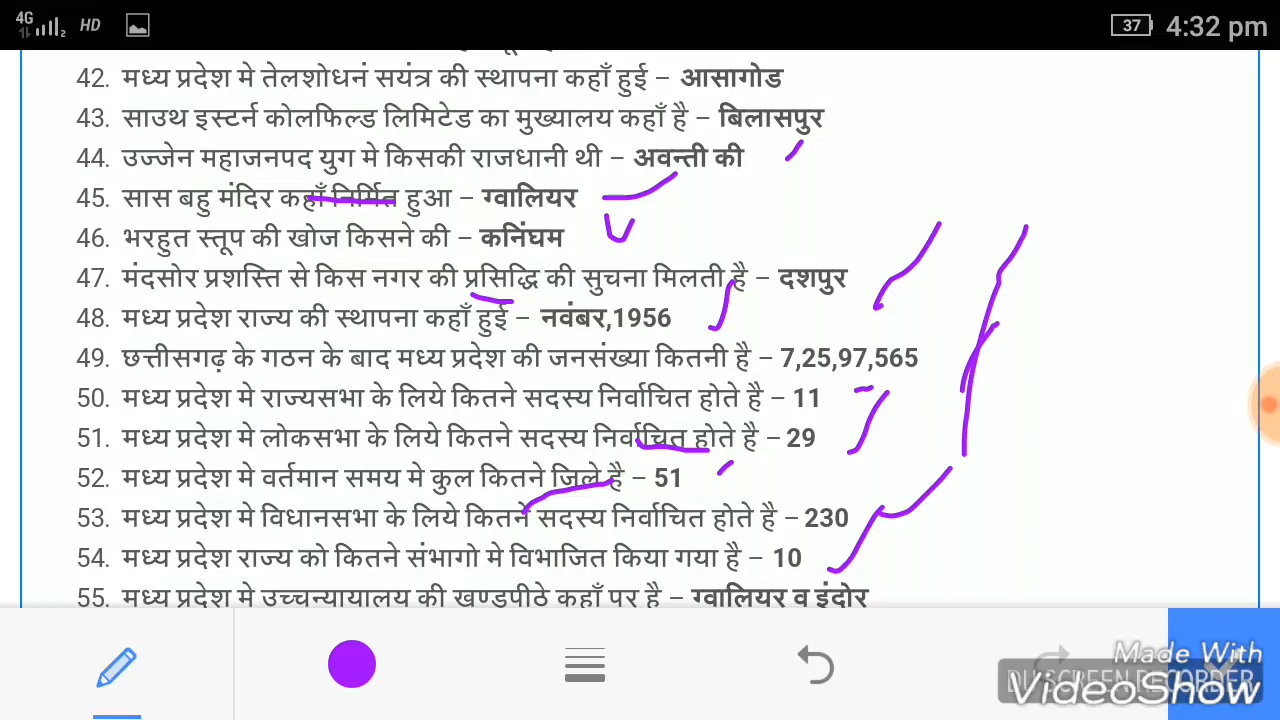 4G 2 HD 37 4:32 pm
42. मध्य प्रदेश मे तेलशोधनं सयंत्र की स्थापना कहाँ हुई – आसागोड
43. साउथ इस्टर्न कोलफिल्ड लिमिटेड का मुख्यालय कहाँ है – बिलासपुर
44. उज्जेन महाजनपद युग मे किसकी राजधानी थी – अवन्ती की
45. सास बहु मंदिर कहाँ निर्मित हुआ – ग्वालियर
46. भरहुत स्तूप की खोज किसने की – कनिंघम
47. मंदसोर प्रशस्ति से किस नगर की प्रसिद्धि की सुचना मिलती है – दशपुर
48. मध्य प्रदेश राज्य की स्थापना कहाँ हुई – नवंबर,1956
49. छत्तीसगढ़ के गठन के बाद मध्य प्रदेश की जनसंख्या कितनी है – 7,25,97,565
50. मध्य प्रदेश मे राज्यसभा के लिये कितने सदस्य निर्वाचित होते है – 11
51. मध्य प्रदेश मे लोकसभा के लिये कितने सदस्य निर्वाचित होते है – 29
52. मध्य प्रदेश मे वर्तमान समय मे कुल कितने जिले है – 51
53. मध्य प्रदेश मे विधानसभा के लिये कितने सदस्य निर्वाचित होते है – 230
54. मध्य प्रदेश राज्य को कितने संभागो मे विभाजित किया गया है – 10
55. मध्य प्रदेश मे उच्चन्यायालय की खण्डपीठे कहाँ पर है – ग्वालियर व इंदोर
Made With
DU SCREEN RECORDER
VideoShow